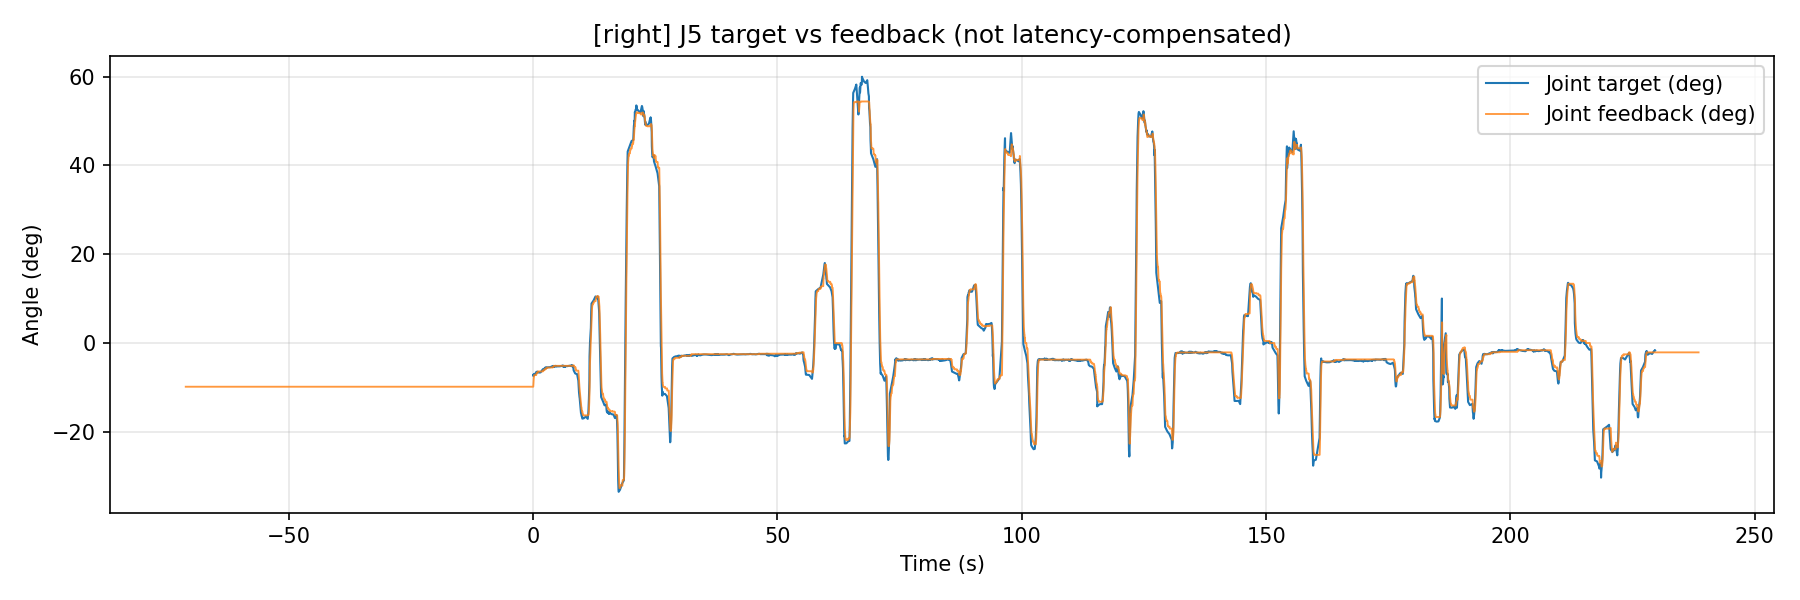 [right] J5 target vs feedback (not latency-compensated)
Joint target (deg)
Joint feedback (deg)
60
40
20
0
−20
Angle (deg)
−50
0
50
100
150
200
250
Time (s)